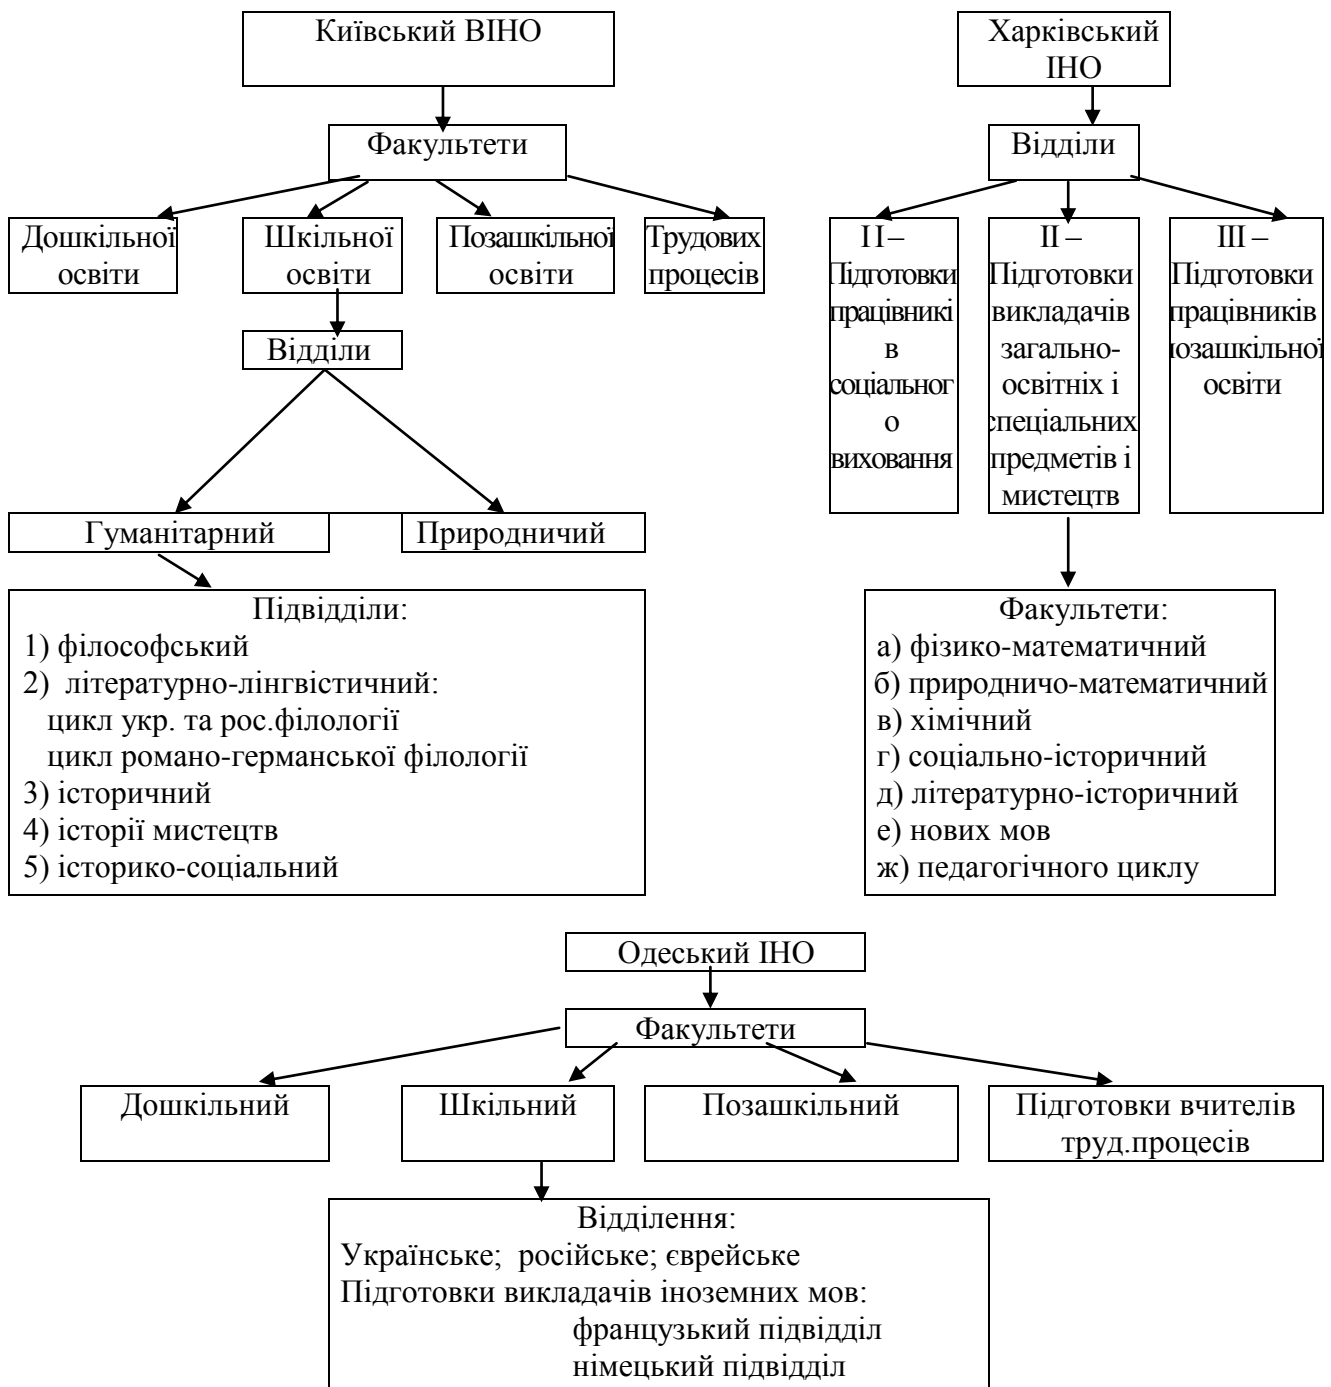 Київський ВІНО
Факультети
Дошкільної
освіти
Шкільної
освіти
Позашкільної
освіти
Трудових
процесів
Відділи
Гуманітарний
Природничий
Підвідділи:
1) філософський
2) літературно-лінгвістичний:
цикл укр. та рос.філології
цикл романо-германської філології
3) історичний
4) історії мистецтв
5) історико-соціальний
Харківський
ІНО
Відділи
І І –
Підготовки
працівникі
в
соціальног
о
виховання
ІІ –
Підготовки
викладачів
загально-
освітніх і
спеціальних
предметів і
мистецтв
ІІІ –
Підготовки
працівників
позашкільної
освіти
Факультети:
а) фізико-математичний
б) природничо-математичний
в) хімічний
г) соціально-історичний
д) літературно-історичний
е) нових мов
ж) педагогічного циклу
Одеський ІНО
Факультети
Дошкільний
Шкільний
Позашкільний
Підготовки вчителів
труд.процесів
Відділення:
Українське; російське; єврейське
Підготовки викладачів іноземних мов:
французький підвідділ
німецький підвідділ